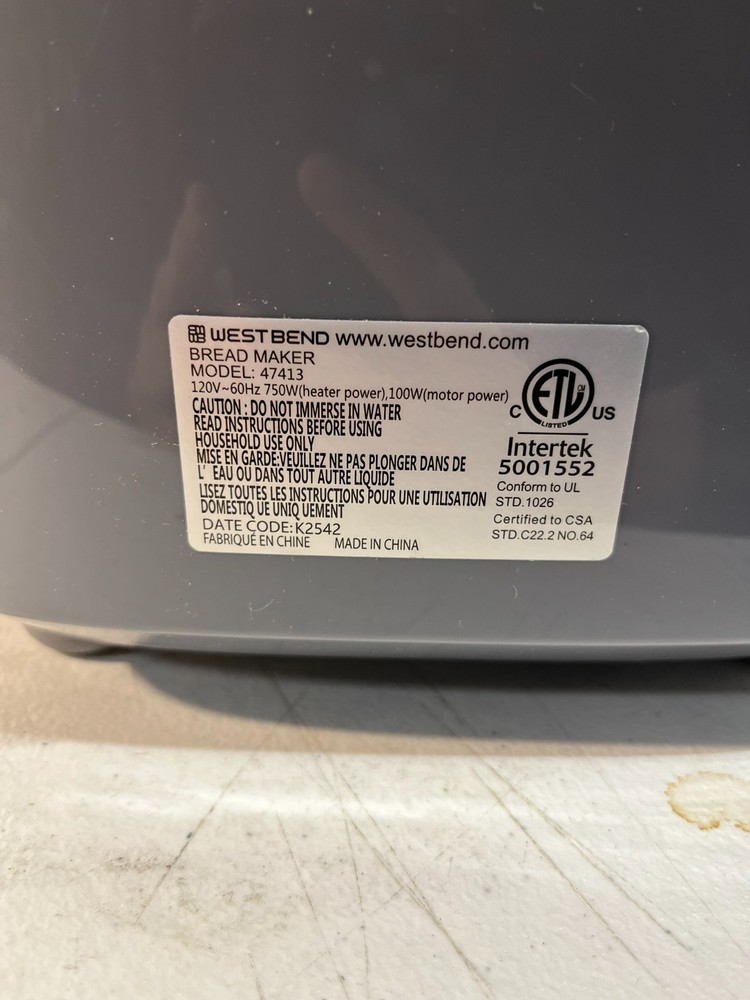 WEST BEND www.westbend.com
BREAD MAKER
MODEL: 47413
120V~60Hz 750W(heater power),100W(motor power)
CAUTION : DO NOT IMMERSE IN WATER
READ INSTRUCTIONS BEFORE USING
HOUSEHOLD USE ONLY
MISE EN GARDE:VEUILLEZ NE PAS PLONGER DANS DE
L' EAU OU DANS TOUT AUTRE LIQUIDE
LISEZ TOUTES LES INSTRUCTIONS POUR UNE UTILISATION
DOMESTIQ UE UNIQ UEMENT
DATE CODE:K2542
FABRIQUÉ EN CHINE MADE IN CHINA
C ETL US
LISTED
Intertek
5001552
Conform to UL
STD.1026
Certified to CSA
STD.C22.2 NO.64